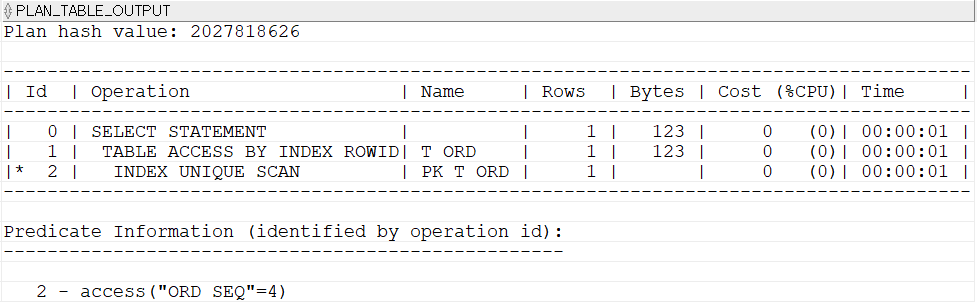 PLAN_TABLE_OUTPUT
Plan hash value: 2027818626
----------------------------------------------------------------------------------------
| Id  | Operation                   | Name     | Rows  | Bytes | Cost (%CPU)| Time     |
----------------------------------------------------------------------------------------
|   0 | SELECT STATEMENT            |          |     1 |   123 |     0   (0)| 00:00:01 |
|   1 |  TABLE ACCESS BY INDEX ROWID| T ORD    |     1 |   123 |     0   (0)| 00:00:01 |
|*  2 |   INDEX UNIQUE SCAN         | PK T ORD |     1 |       |     0   (0)| 00:00:01 |
----------------------------------------------------------------------------------------
Predicate Information (identified by operation id):
---------------------------------------------------
   2 - access("ORD SEQ"=4)